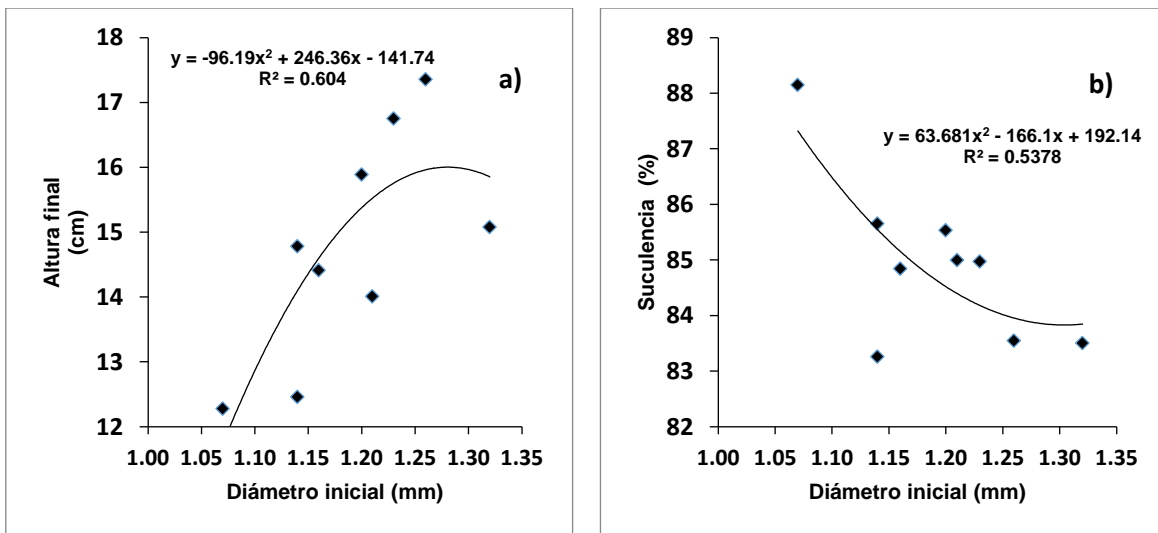 y = -96.19x² + 246.36x - 141.74
R² = 0.604
a)
18
17
16
15
14
13
12
Altura final
(cm)
1.00 1.05 1.10 1.15 1.20 1.25 1.30 1.35
Diámetro inicial (mm)
b)
y = 63.681x² - 166.1x + 192.14
R² = 0.5378
89
88
87
86
85
84
83
82
Suculencia (%)
1.00 1.05 1.10 1.15 1.20 1.25 1.30 1.35
Diámetro inicial (mm)